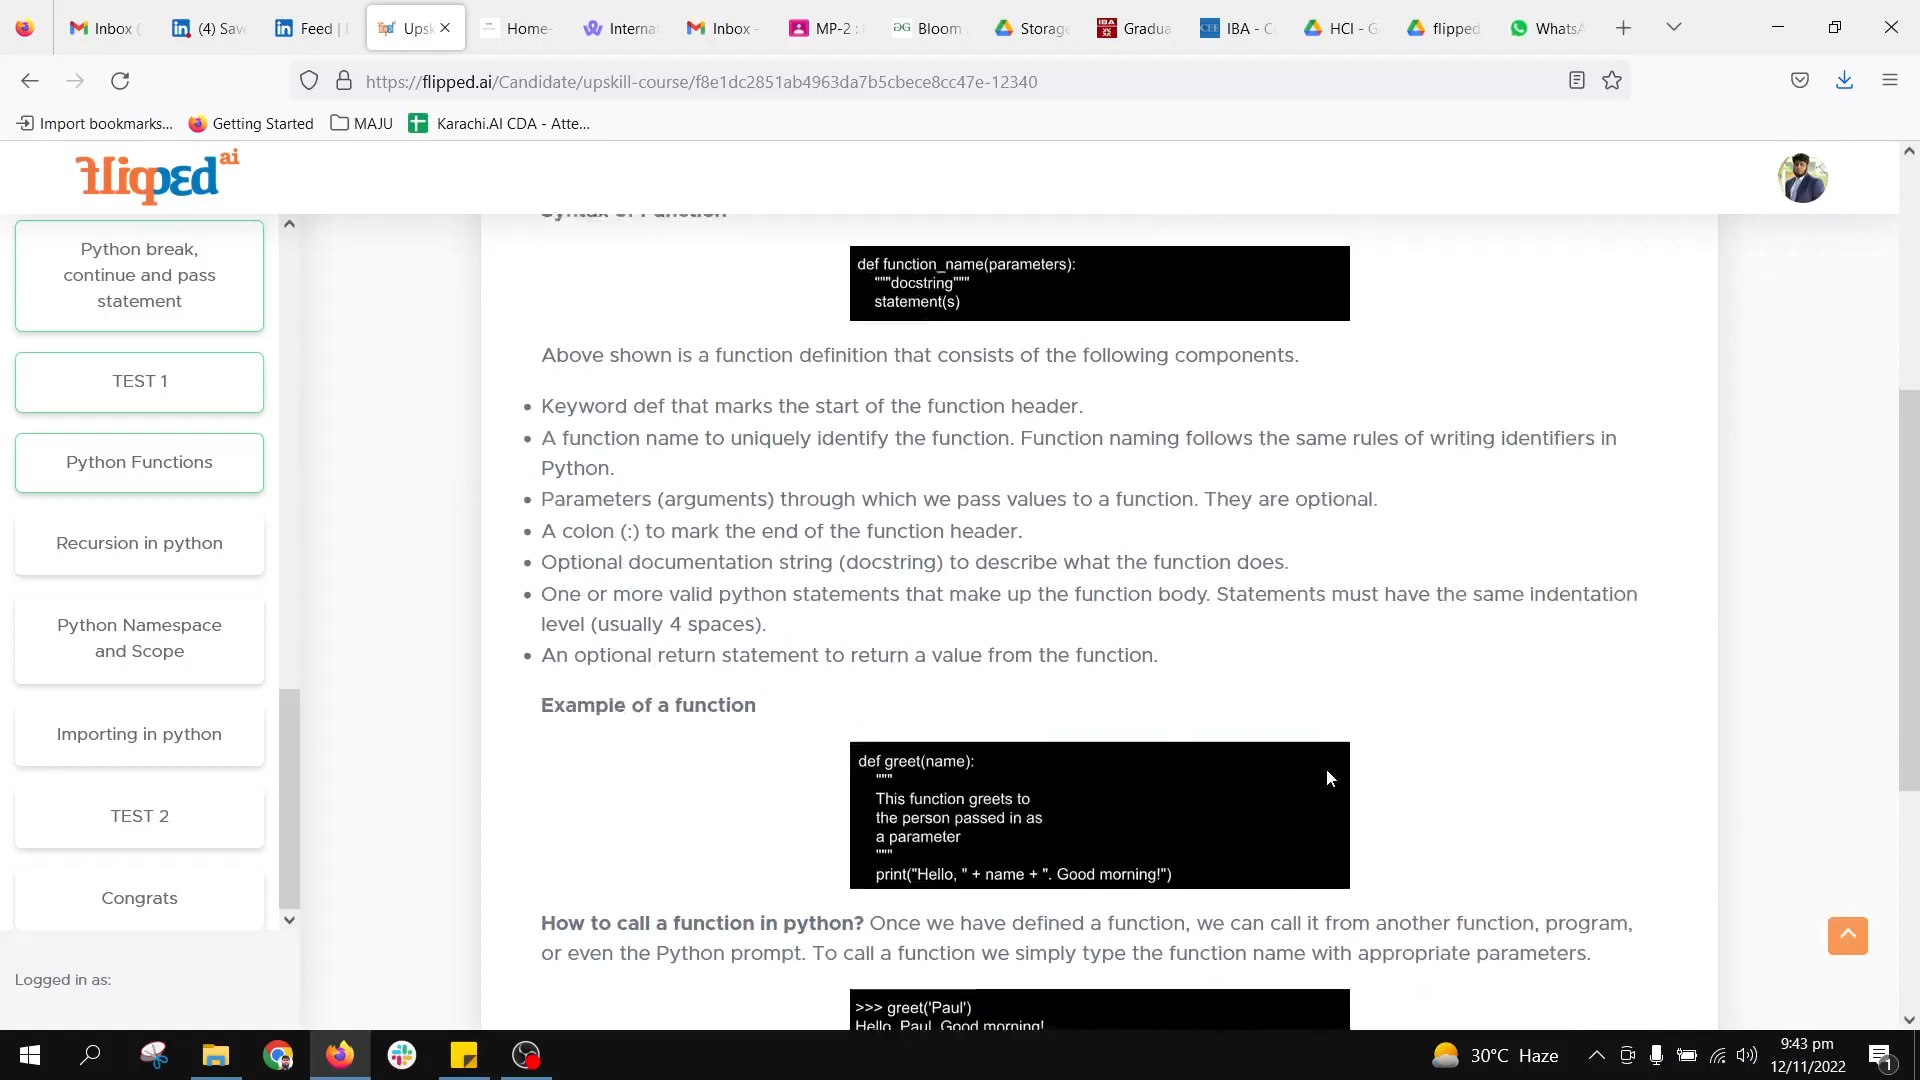 Inbox (
(4) Save
Feed | L
Upsk
Home-
Interna
Inbox -
MP-2 :
Bloom
Storage
Gradua
IBA - C
HCI - G
flipped
WhatsA
https://flipped.ai/Candidate/upskill-course/f8e1dc2851ab4963da7b5cbece8cc47e-12340
Import bookmarks...
Getting Started
MAJU
Karachi.AI CDA - Atte...
flipped ai
Python break,
continue and pass
statement
TEST 1
Python Functions
Recursion in python
Python Namespace
and Scope
Importing in python
TEST 2
Congrats
Logged in as:
Syntax of Function
def function_name(parameters):
"""docstring"""
statement(s)
Above shown is a function definition that consists of the following components.
• Keyword def that marks the start of the function header.
• A function name to uniquely identify the function. Function naming follows the same rules of writing identifiers in
Python.
• Parameters (arguments) through which we pass values to a function. They are optional.
• A colon (:) to mark the end of the function header.
• Optional documentation string (docstring) to describe what the function does.
• One or more valid python statements that make up the function body. Statements must have the same indentation
level (usually 4 spaces).
• An optional return statement to return a value from the function.
Example of a function
def greet(name):
"""
This function greets to
the person passed in as
a parameter
"""
print("Hello, " + name + ". Good morning!")
How to call a function in python? Once we have defined a function, we can call it from another function, program,
or even the Python prompt. To call a function we simply type the function name with appropriate parameters.
>>> greet('Paul')
Hello, Paul. Good morning!
30°C Haze
9:43 pm
12/11/2022
1